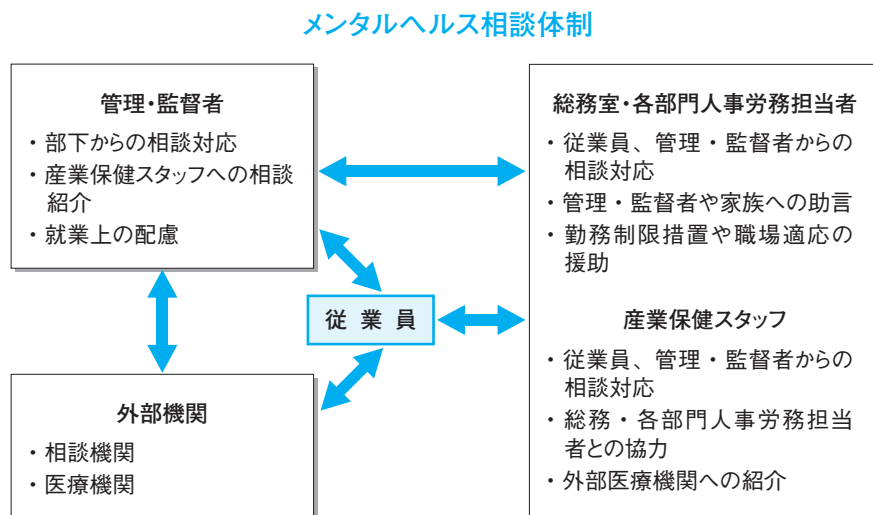 メンタルヘルス相談体制
管理・監督者
・部下からの相談対応
・産業保健スタッフへの相談
紹介
・就業上の配慮
総務室・各部門人事労務担当者
・従業員、管理・監督者からの
相談対応
・管理・監督者や家族への助言
・勤務制限措置や職場適応の
援助
従業員
産業保健スタッフ
・従業員、管理・監督者からの
相談対応
・総務・各部門人事労務担当
者との協力
・外部医療機関への紹介
外部機関
・相談機関
・医療機関